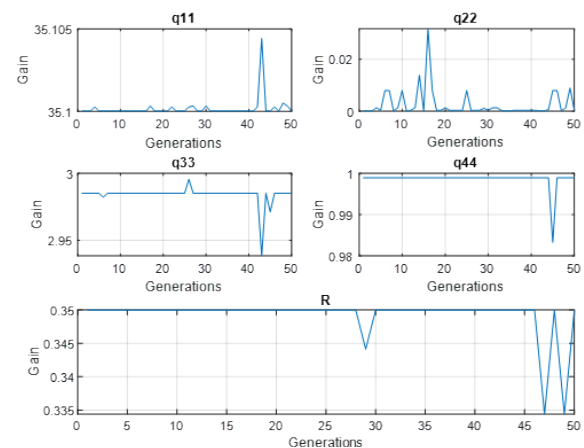 q11
35.105
Gain
35.1
0 10 20 30 40 50
Generations
q22
0.02
Gain
0
0 10 20 30 40 50
Generations
q33
3
Gain
2.95
0 10 20 30 40 50
Generations
q44
1
Gain
0.99
0.98
0 10 20 30 40 50
Generations
R
0.35
0.345
Gain
0.34
0.335
0 5 10 15 20 25 30 35 40 45 50
Generations